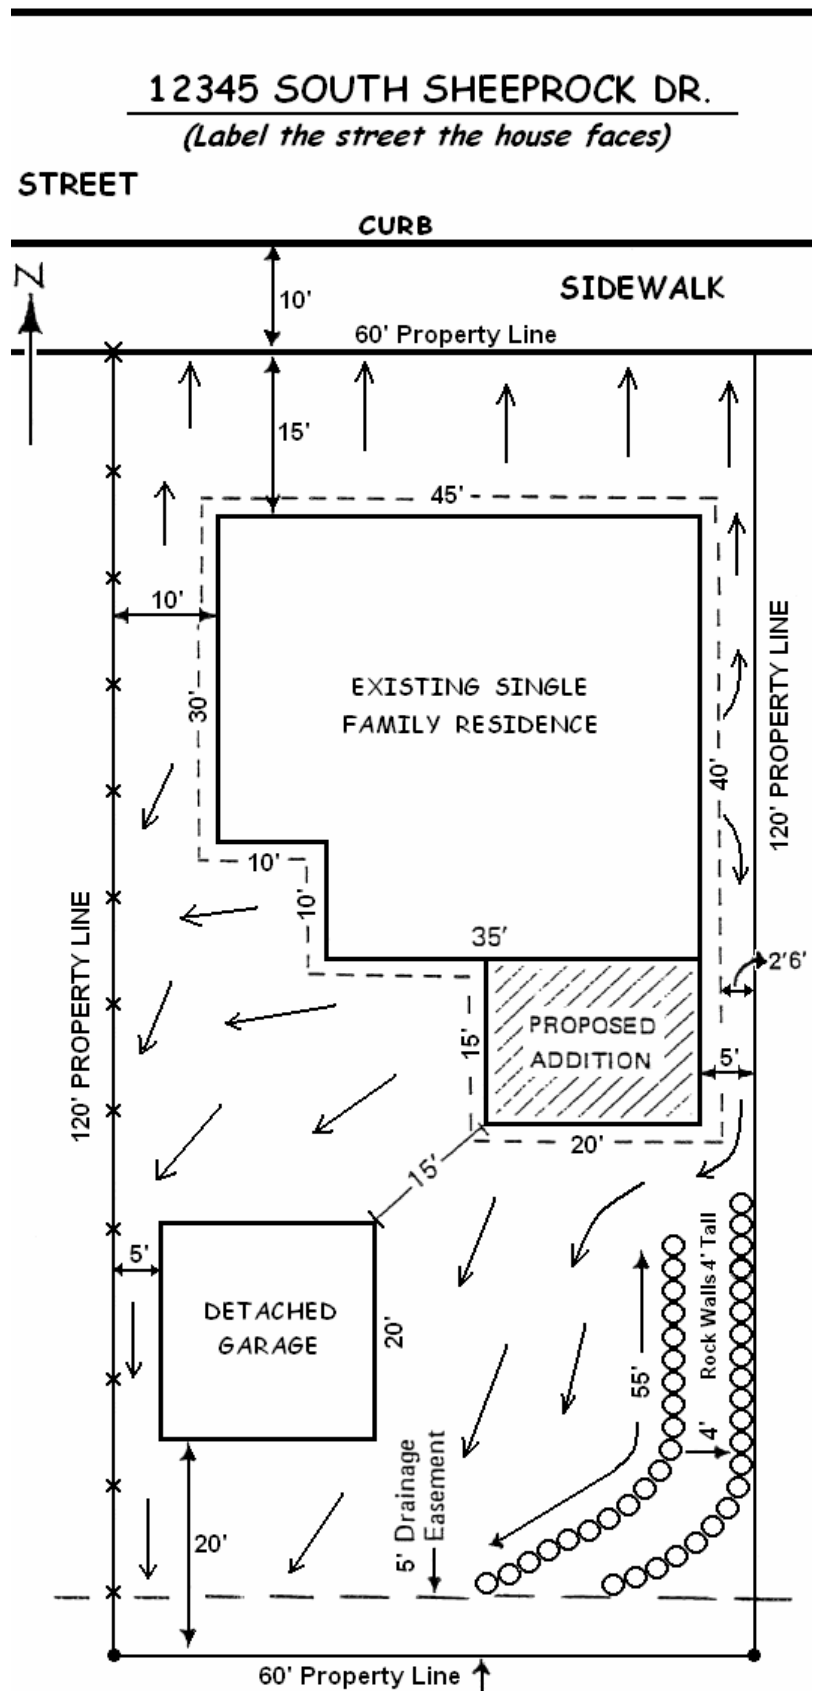 12345 SOUTH SHEEPROCK DR.
(Label the street the house faces)
STREET
CURB
N
SIDEWALK
10'
60' Property Line
15'
45'
10'
30'
EXISTING SINGLE
FAMILY RESIDENCE
120' PROPERTY LINE
40'
10'
10'
35'
2'6'
120' PROPERTY LINE
PROPOSED
ADDITION
15'
5'
20'
15'
5'
DETACHED
GARAGE
20'
Rock Walls 4' Tall
55'
4'
5' Drainage
Easement
20'
60' Property Line